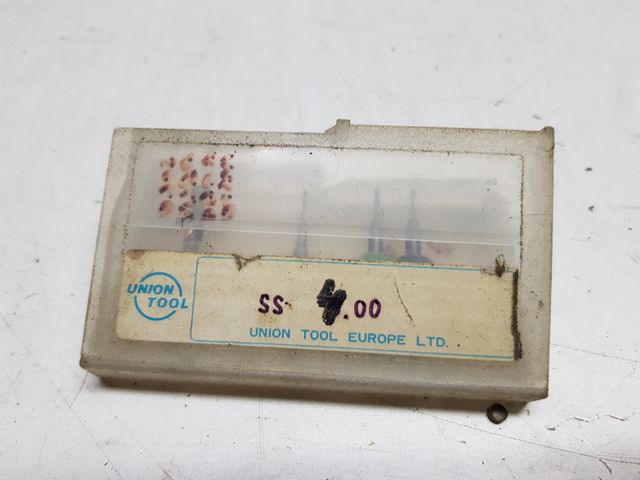 UNION
TOOL
SS 4.00
UNION TOOL EUROPE LTD.